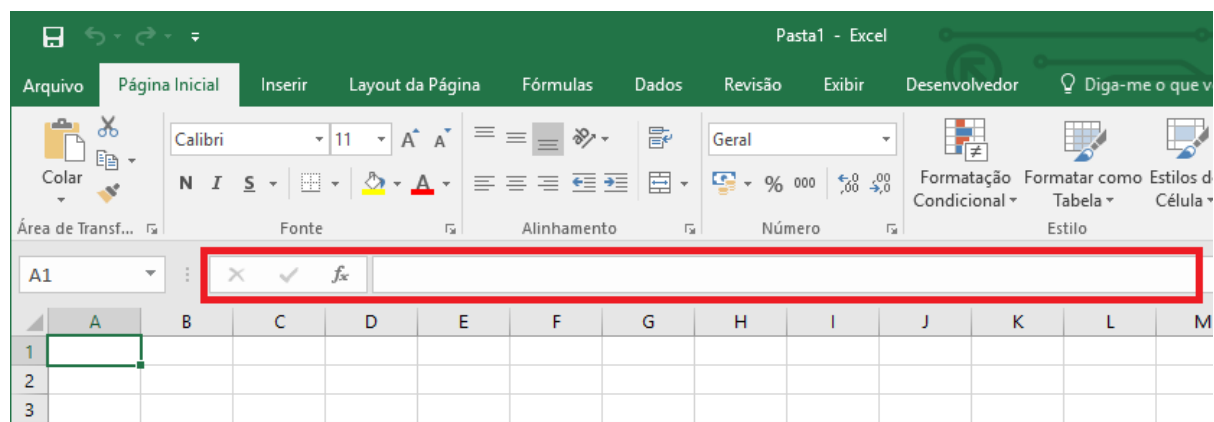 Pasta1 - Excel
Arquivo Página Inicial Inserir Layout da Página Fórmulas Dados Revisão Exibir Desenvolvedor Diga-me o que v
Calibri 11 A A Geral
Colar
N I S A % 000 ,00 ,0
Formatação Condicional
Formatar como Tabela
Estilos d
Célula
Área de Transf... Fonte Alinhamento Número Estilo
A1 fx
A B C D E F G H I J K L M
1
2
3